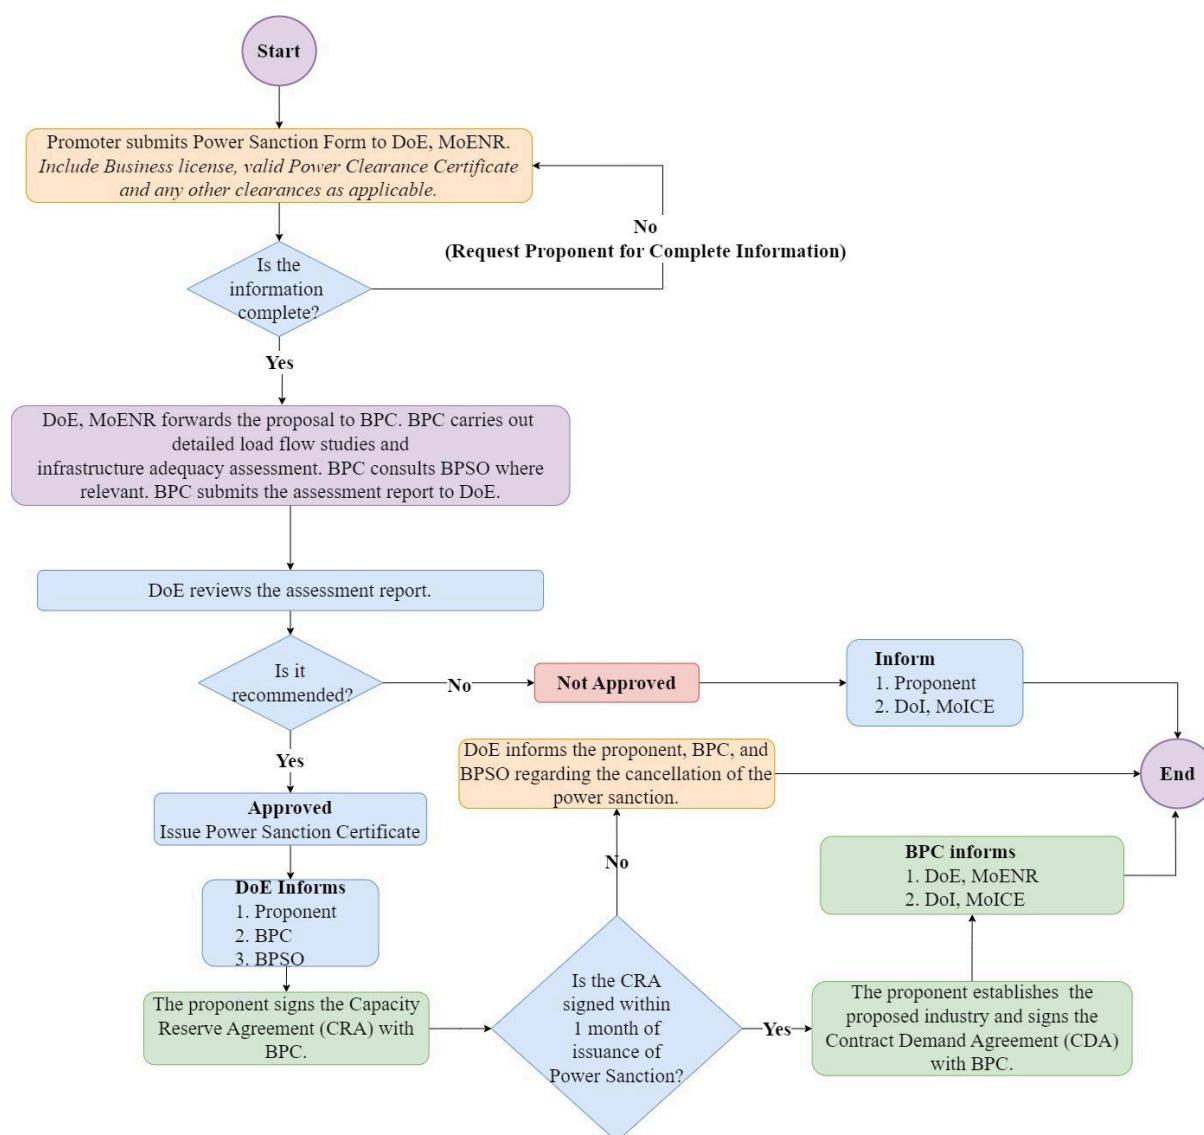 Start
Promoter submits Power Sanction Form to DoE, MoENR.
Include Business license, valid Power Clearance Certificate
and any other clearances as applicable.
No
(Request Proponent for Complete Information)
Is the
information
complete?
Yes
DoE, MoENR forwards the proposal to BPC. BPC carries out
detailed load flow studies and
infrastructure adequacy assessment. BPC consults BPSO where
relevant. BPC submits the assessment report to DoE.
DoE reviews the assessment report.
Is it
recommended?
No
Not Approved
Inform
1. Proponent
2. DoI, MoICE
Yes
DoE informs the proponent, BPC, and
BPSO regarding the cancellation of the
power sanction.
End
Approved
Issue Power Sanction Certificate
DoE Informs
1. Proponent
2. BPC
3. BPSO
No
BPC informs
1. DoE, MoENR
2. DoI, MoICE
The proponent signs the Capacity
Reserve Agreement (CRA) with
BPC.
Is the CRA
signed within
1 month of
issuance of
Power Sanction?
Yes
The proponent establishes the
proposed industry and signs the
Contract Demand Agreement (CDA)
with BPC.